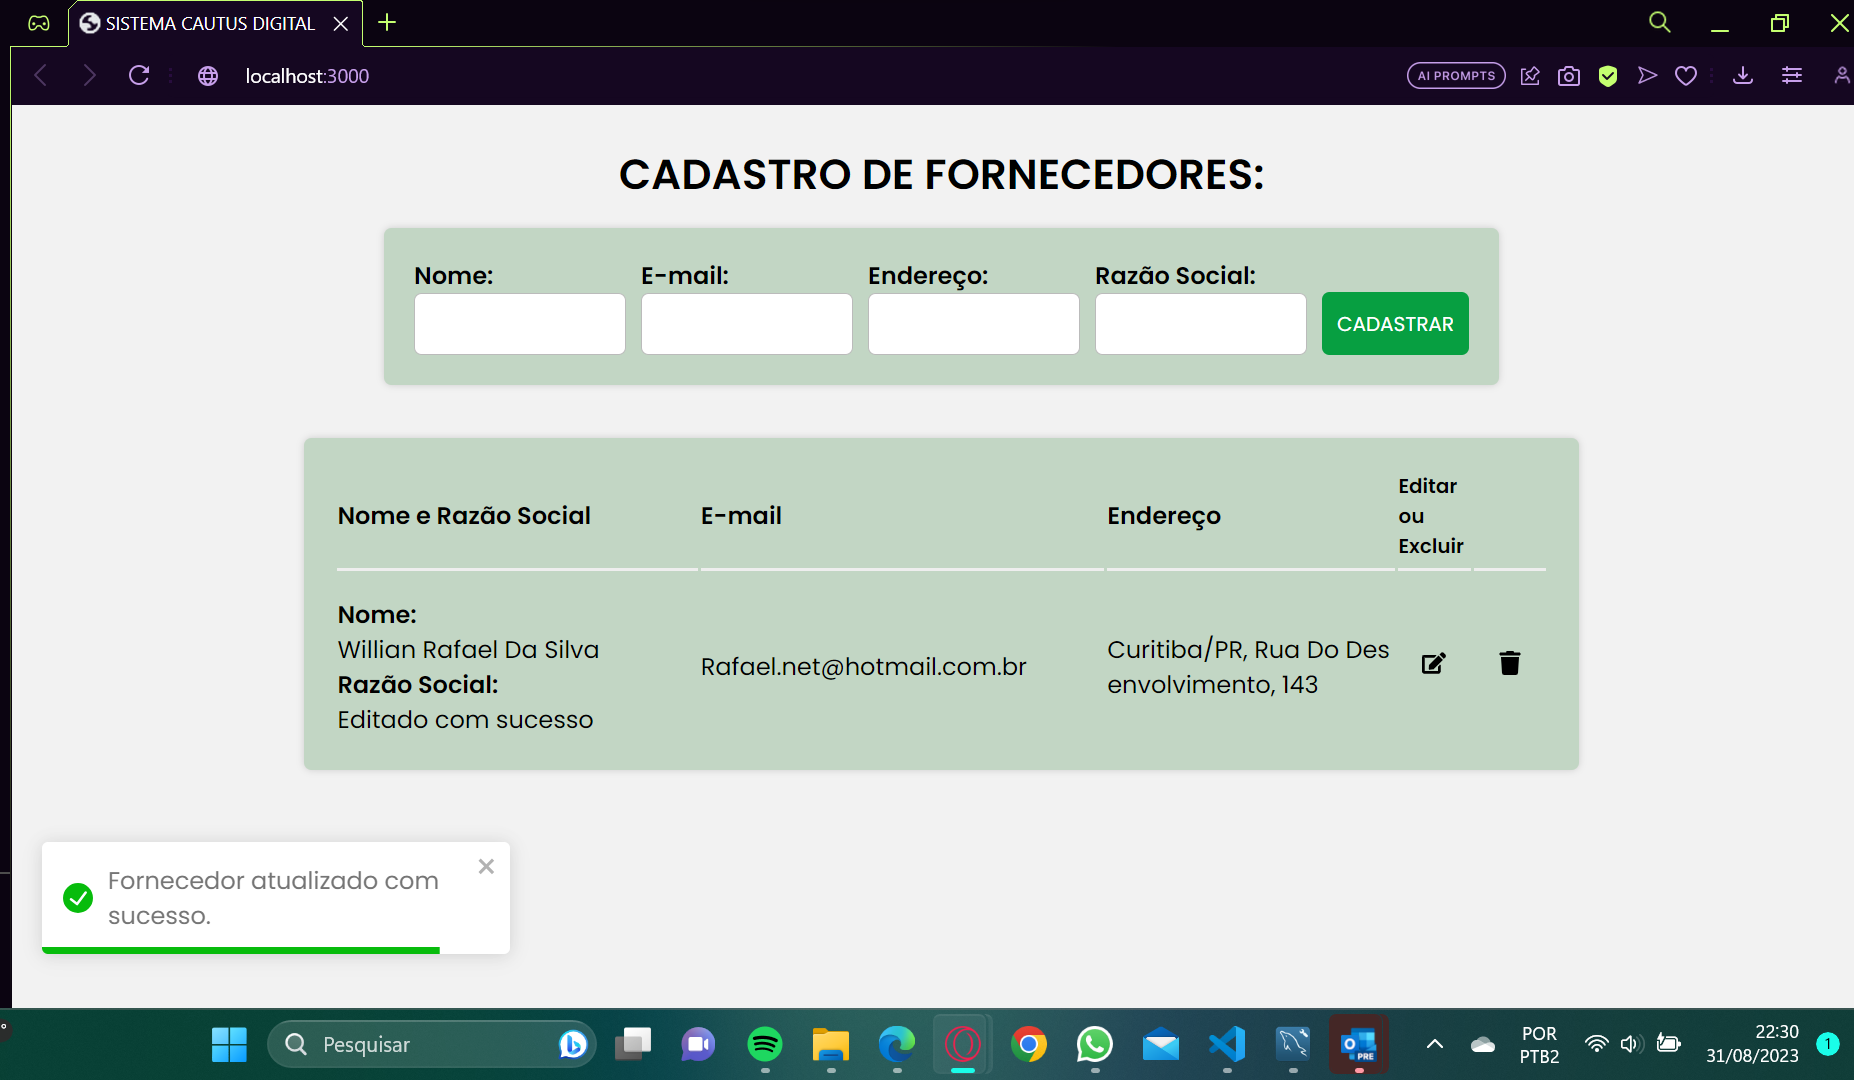 SISTEMA CAUTUS DIGITAL
localhost:3000
AI PROMPTS
CADASTRO DE FORNECEDORES:
Nome: E-mail: Endereço: Razão Social:
CADASTRAR
Nome e Razão Social E-mail Endereço Editar
ou
Excluir
Nome:
Willian Rafael Da Silva
Razão Social:
Editado com sucesso
Rafael.net@hotmail.com.br
Curitiba/PR, Rua Do Des
envolvimento, 143
Fornecedor atualizado com
sucesso.
Pesquisar
PRE
POR
PTB2
22:30
31/08/2023
1